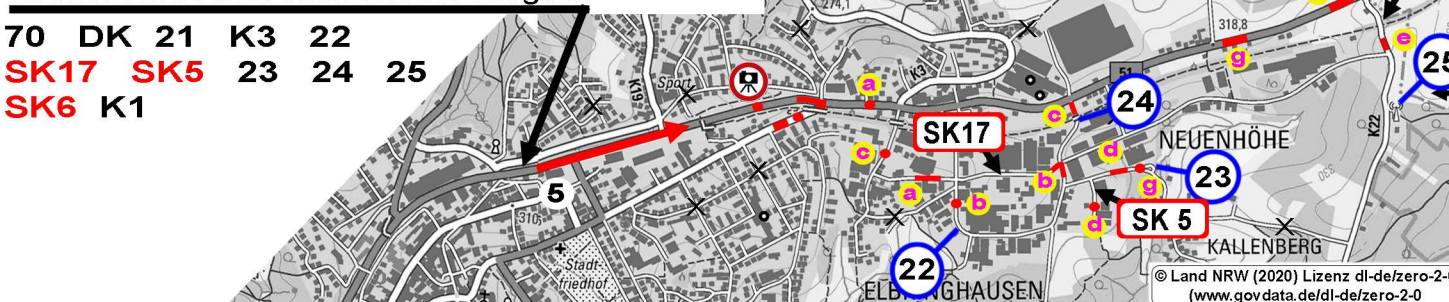 70 DK 21 K3 22
SK17 SK5 23 24 25
SK6 K1
274,1
318,8
e
g
25
51
K19
Sport
a
K3
24
c
SK17
NEUENHÖHE
K22
c
d
330
5
a
b
b
g
23
310
d
SK 5
KALLENBERG
Stadt-
friedhof
22
© Land NRW (2020) Lizenz dl-de/zero-2-0
(www.govdata.de/dl-de/zero-2-0